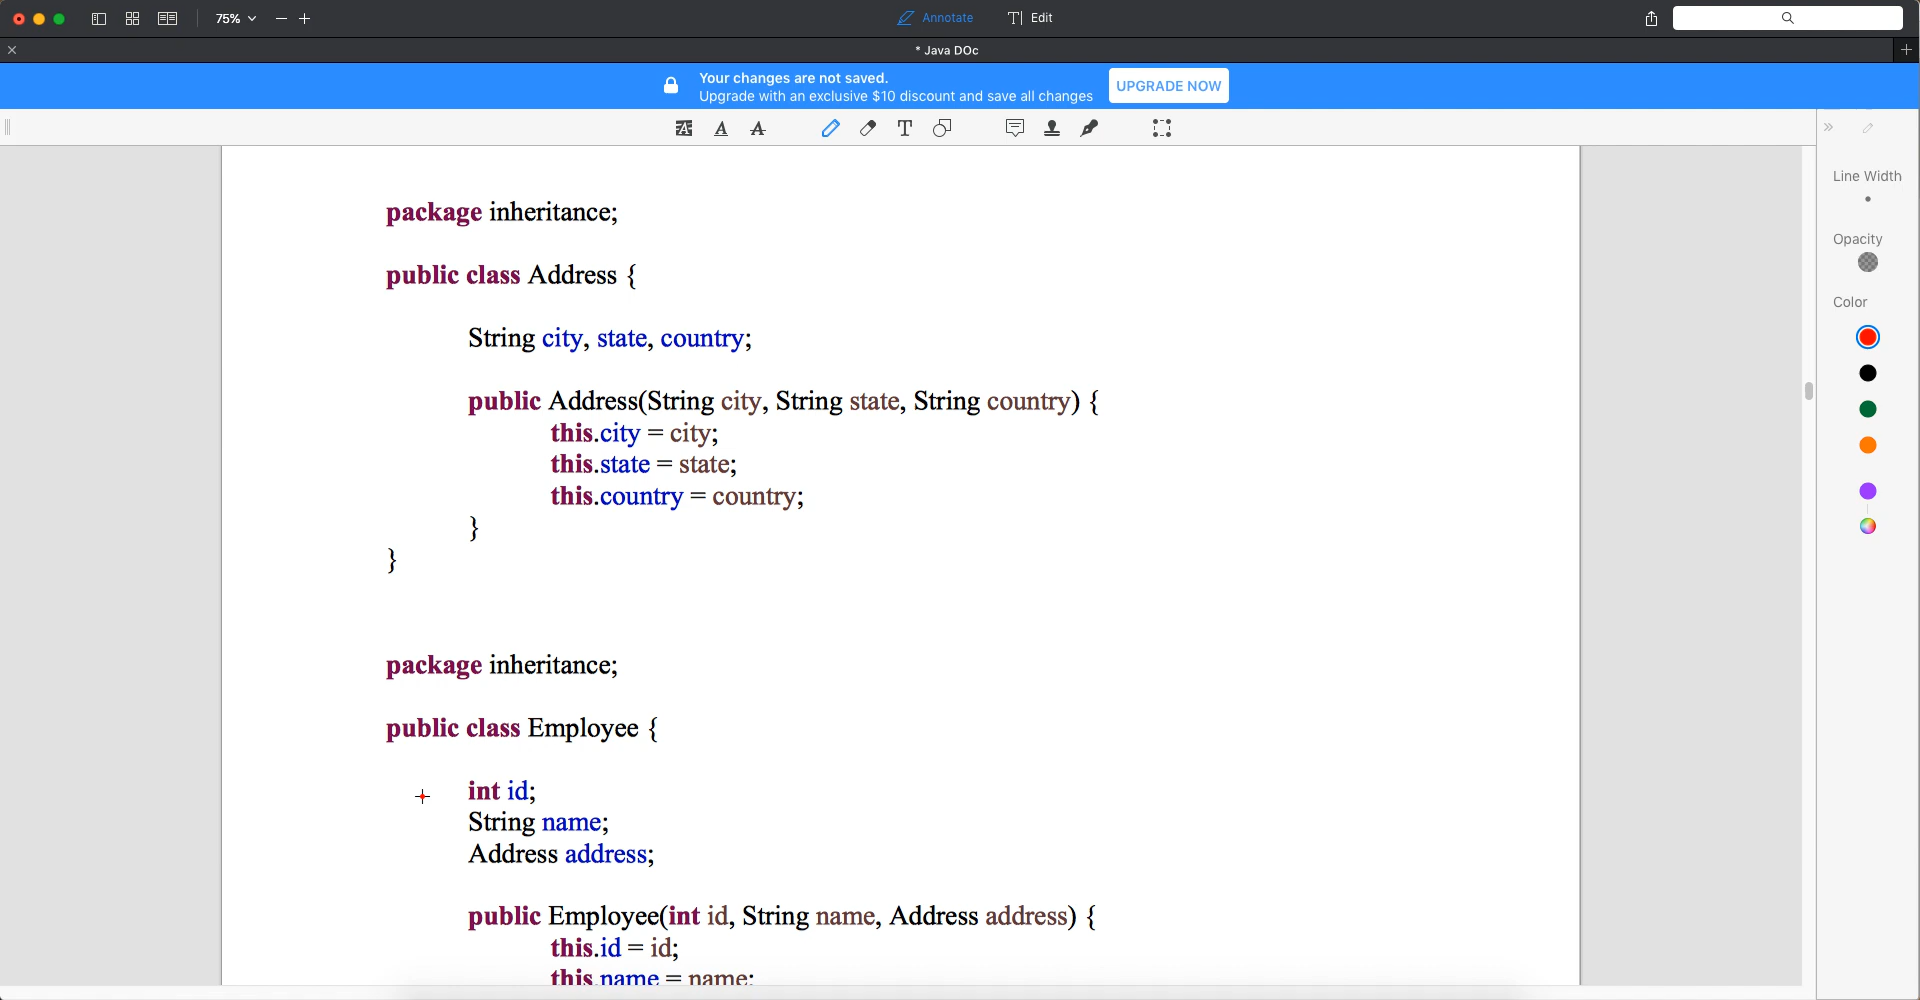 75%
Annotate
Edit
* Java DOc
Your changes are not saved.
Upgrade with an exclusive $10 discount and save all changes
UPGRADE NOW
Line Width
Opacity
Color
package inheritance;
public class Address {
String city, state, country;
public Address(String city, String state, String country) {
this.city = city;
this.state = state;
this.country = country;
}
}
package inheritance;
public class Employee {
int id;
String name;
Address address;
public Employee(int id, String name, Address address) {
this.id = id;
this.name = name;